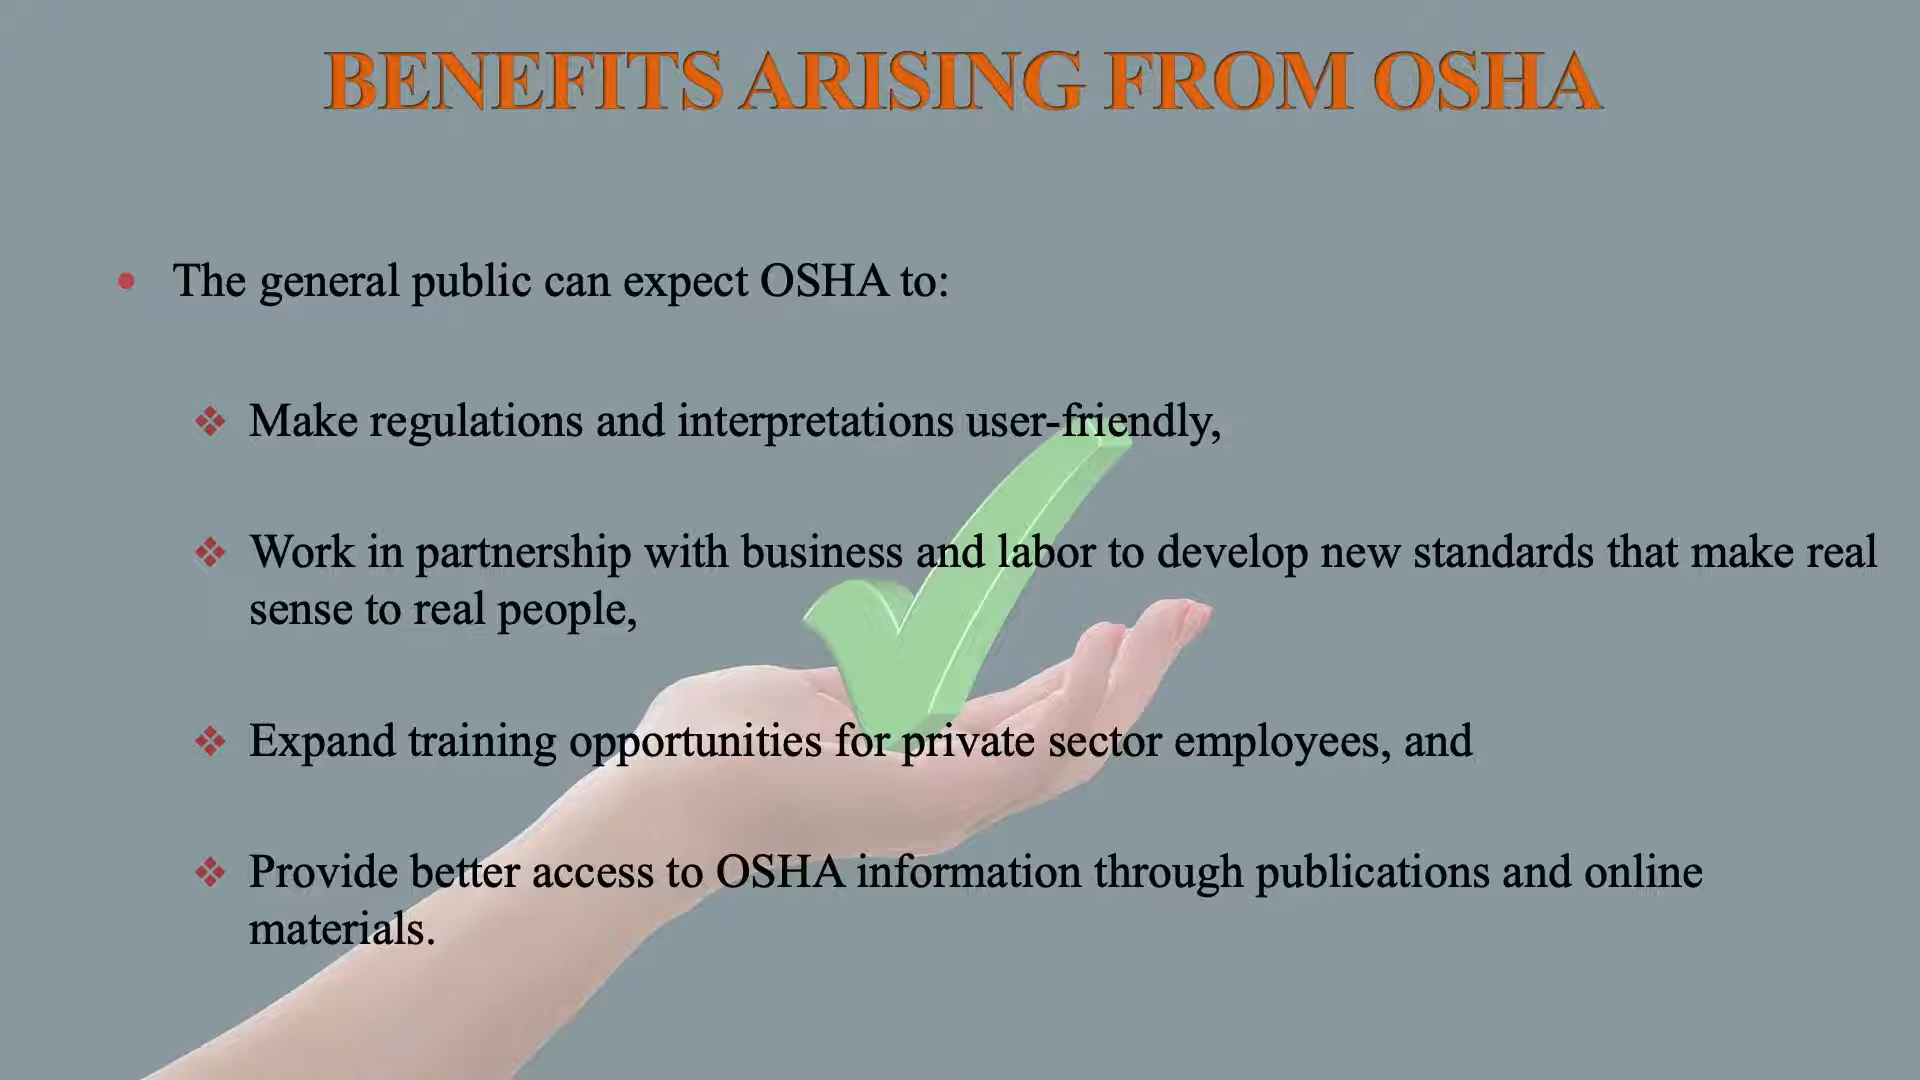 BENEFITS ARISING FROM OSHA
• The general public can expect OSHA to:
❖ Make regulations and interpretations user-friendly,
❖ Work in partnership with business and labor to develop new standards that make real
sense to real people,
❖ Expand training opportunities for private sector employees, and
❖ Provide better access to OSHA information through publications and online
materials.